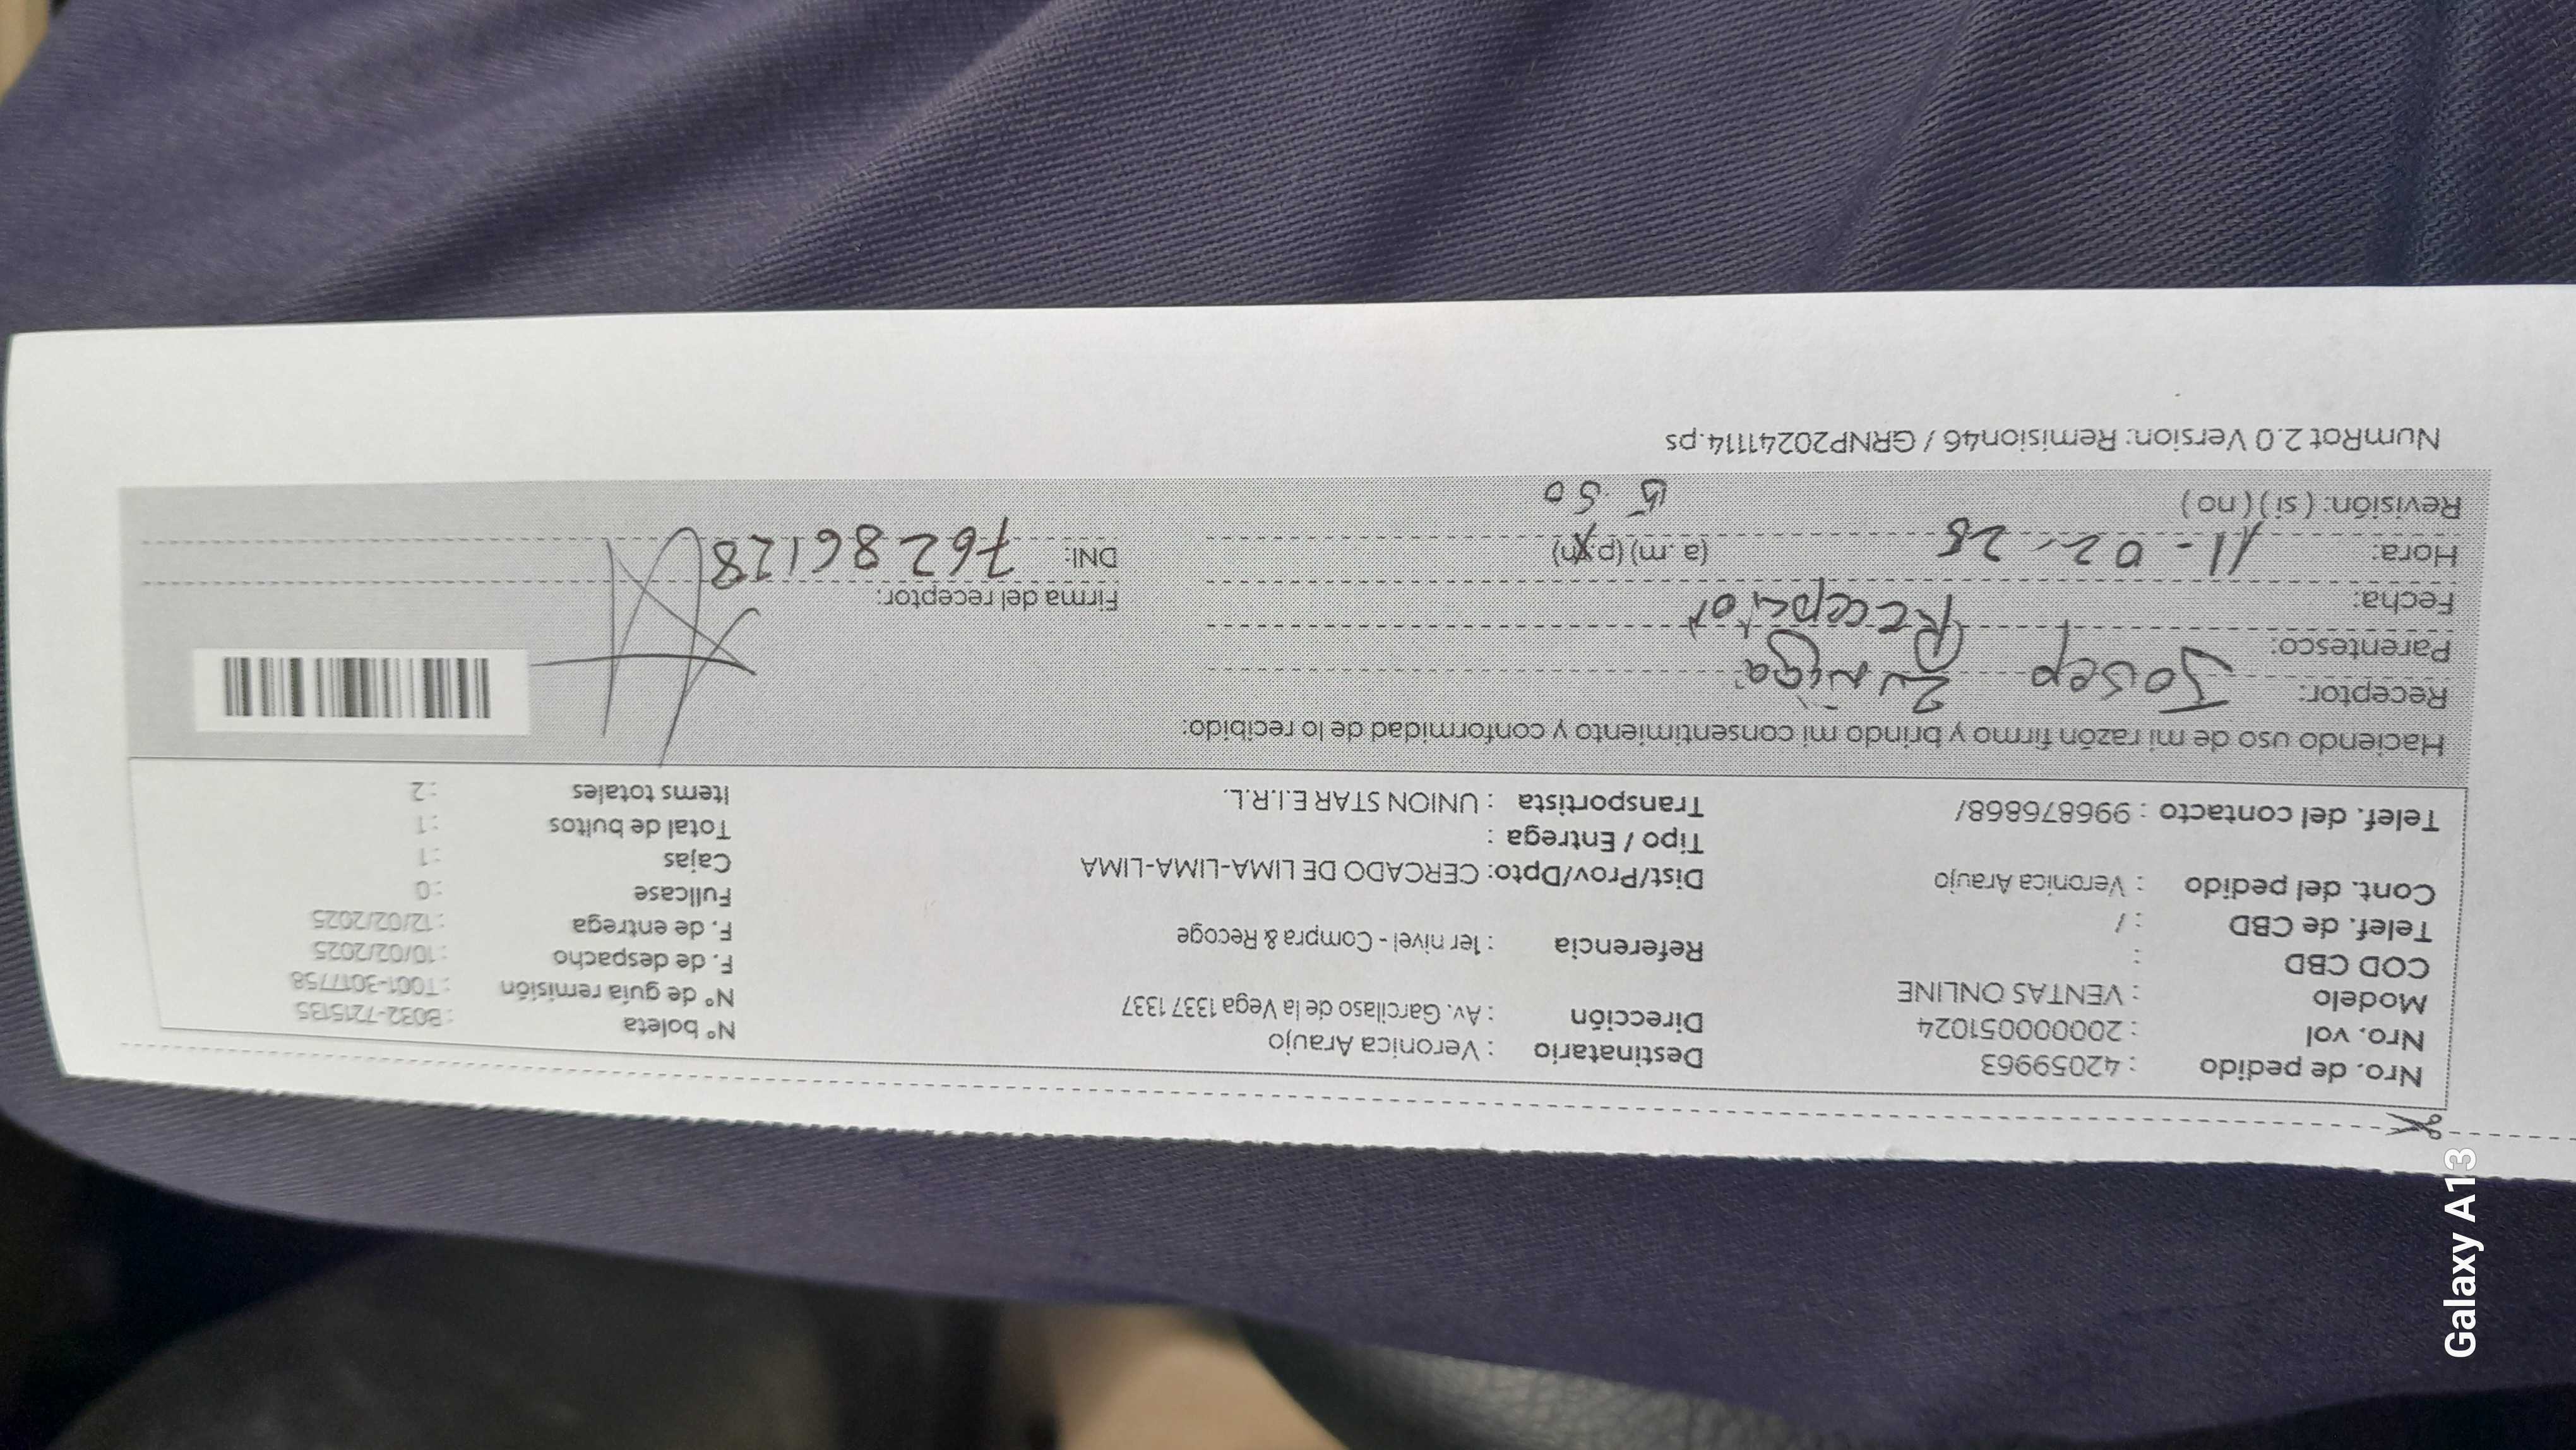 Nro. de pedido : 42059963 Destinatario : Veronica Araujo Nº boleta : B032-7215135
Nro. vol : 20000051024 Dirección : Av. Garcilaso de la Vega 1337 1337 Nº de guía remisión : T001-3017758
Modelo : VENTAS ONLINE F. de despacho : 10/02/2025
COD CBD : Referencia : 1er nivel - Compra & Recoge F. de entrega : 12/02/2025
Telef. de CBD : / Fullcase : 0
Cont. del pedido : Veronica Araujo Dist/Prov/Dpto : CERCADO DE LIMA-LIMA-LIMA Cajas : 1
Tipo / Entrega : Total de bultos : 1
Telef. del contacto : 996876868/ Transportista : UNION STAR E.I.R.L. Items totales : 2
Haciendo uso de mi razón firmo y brindo mi consentimiento y conformidad de lo recibido:
Receptor: Josep Zuñiga
Parentesco: Receptor
Fecha: 11-02-25 Firma del receptor:
Hora: (a.m) (p.m) DNI: 76286128
Revisión: ( si ) ( no ) 5 50
NumRot 2.0 Version: Remision46 / GRNP20241114.ps
Galaxy A13